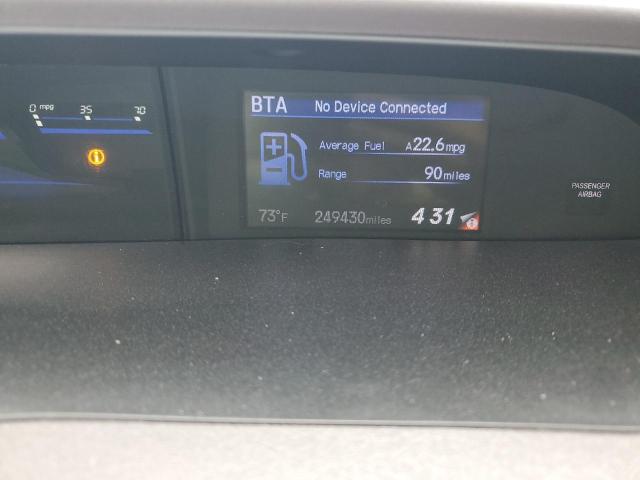 0 mpg 35 70
BTA No Device Connected
Average Fuel A22.6mpg
Range 90miles
73°F 249430miles 4 31
PASSENGER
AIRBAG